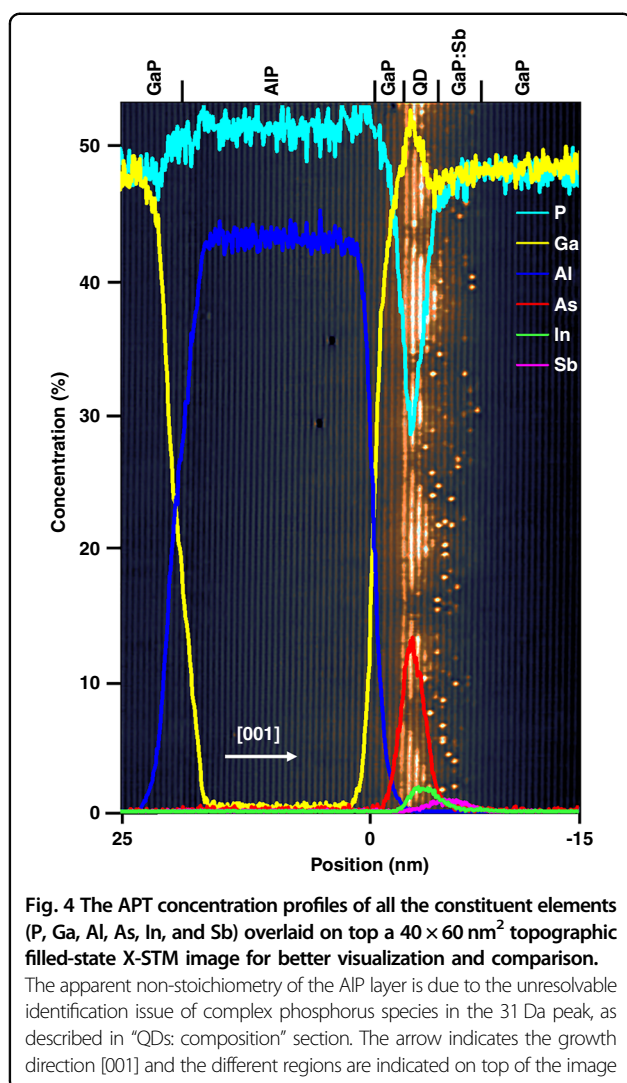 GaP AlP GaP QD GaP:Sb GaP
50
40
30
20
10
0
Concentration (%)
P
Ga
Al
As
In
Sb
[001]
25 0 -15
Position (nm)
Fig. 4 The APT concentration profiles of all the constituent elements
(P, Ga, Al, As, In, and Sb) overlaid on top a 40 × 60 nm² topographic
filled-state X-STM image for better visualization and comparison.
The apparent non-stoichiometry of the AlP layer is due to the unresolvable
identification issue of complex phosphorus species in the 31 Da peak, as
described in “QDs: composition” section. The arrow indicates the growth
direction [001] and the different regions are indicated on top of the image